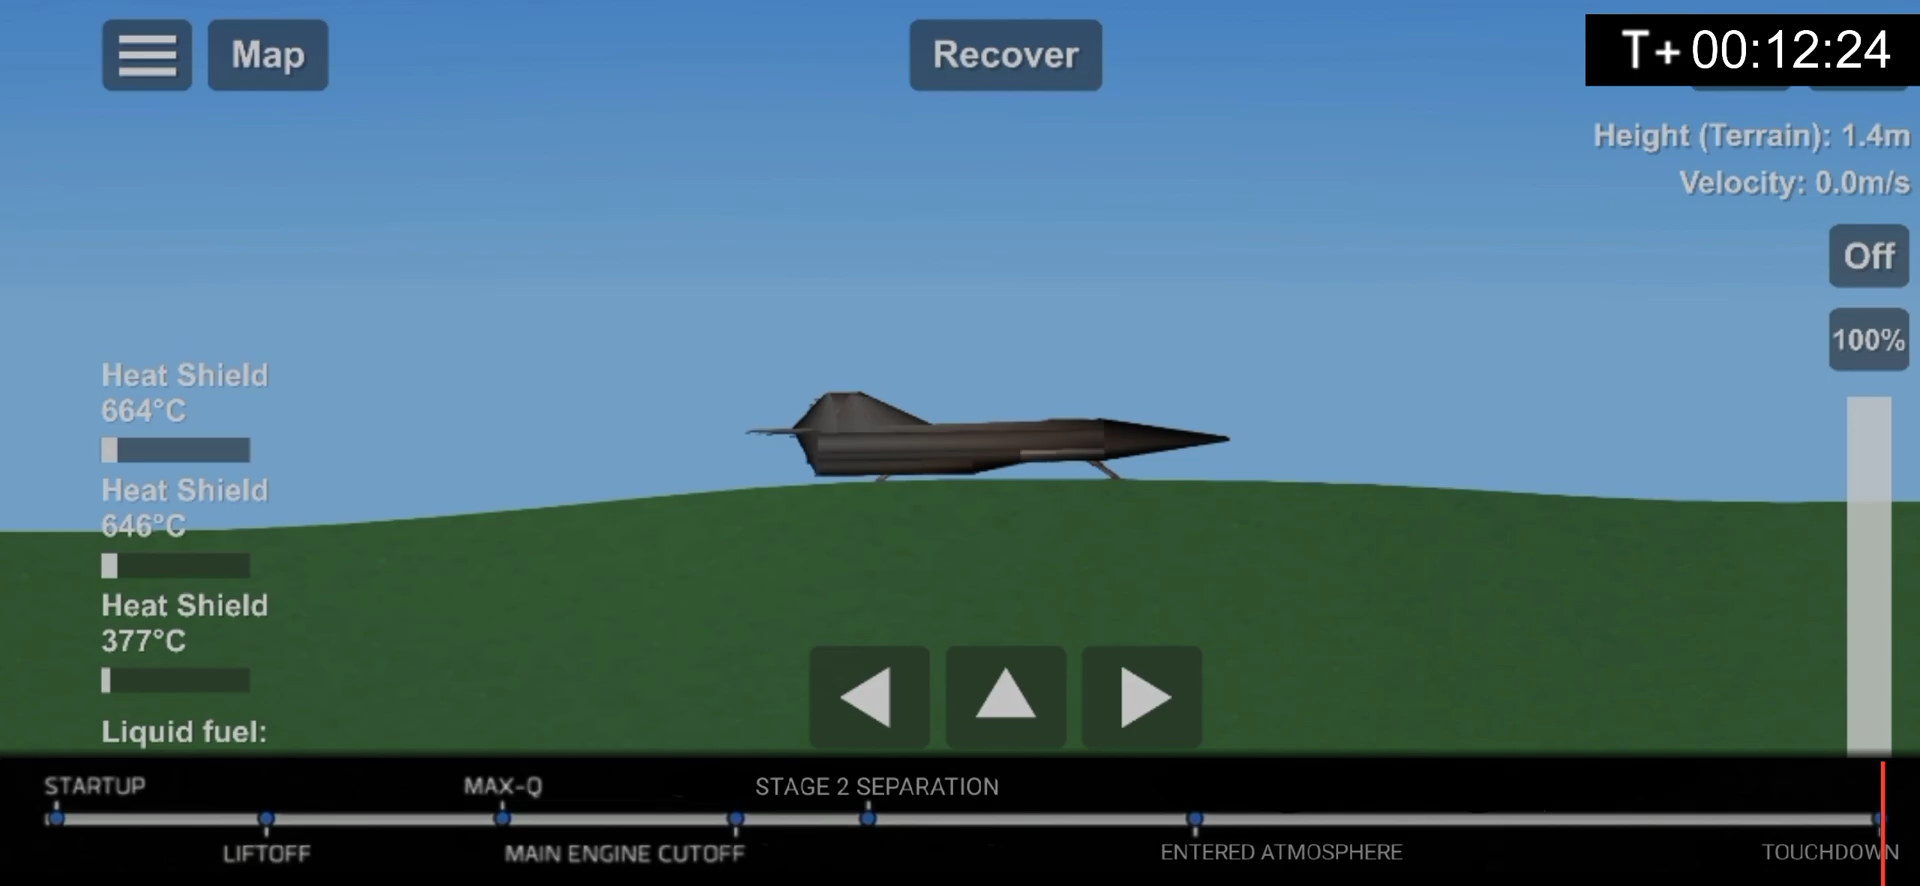 Map
Recover
T+ 00:12:24
Height (Terrain): 1.4m
Velocity: 0.0m/s
Off
100%
Heat Shield
664°C
Heat Shield
646°C
Heat Shield
377°C
Liquid fuel:
STARTUP
MAX-Q
STAGE 2 SEPARATION
LIFTOFF
MAIN ENGINE CUTOFF
ENTERED ATMOSPHERE
TOUCHDOWN